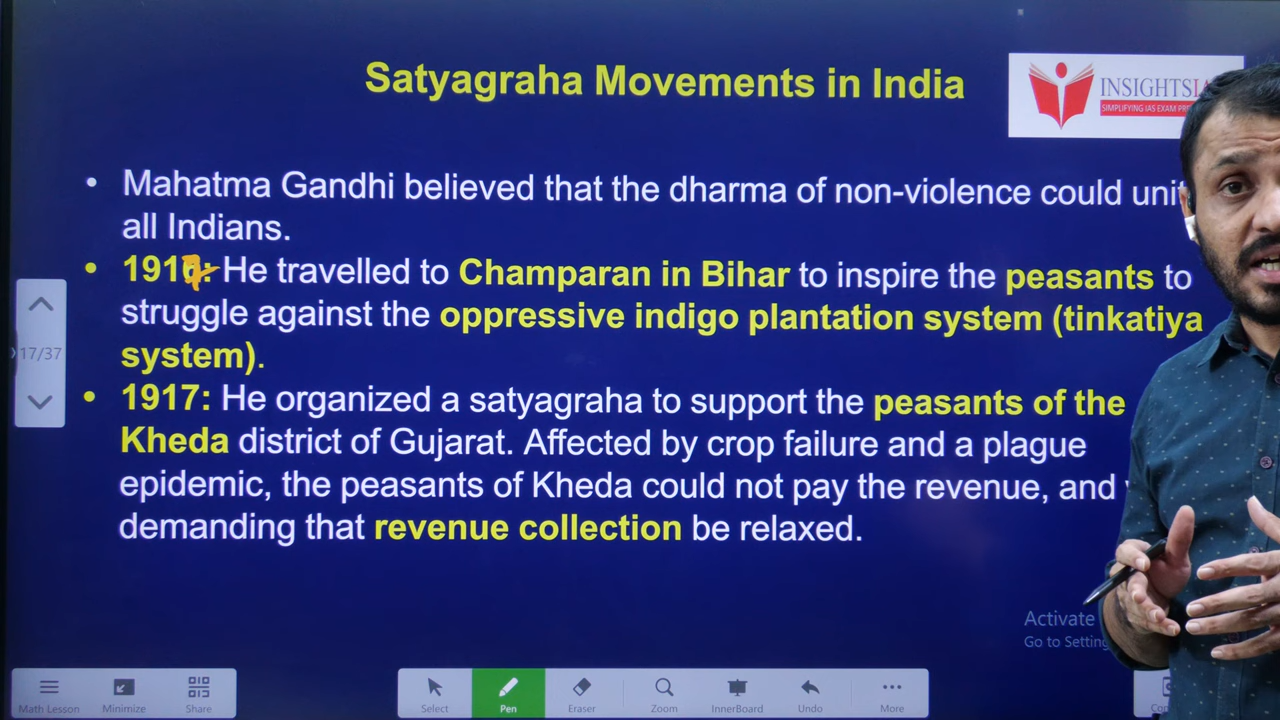 Satyagraha Movements in India
INSIGHTSIA
SIMPLIFYING IAS EXAM PRE
• Mahatma Gandhi believed that the dharma of non-violence could unit
all Indians.
• 1917: He travelled to Champaran in Bihar to inspire the peasants to
struggle against the oppressive indigo plantation system (tinkatiya
system).
• 1917: He organized a satyagraha to support the peasants of the
Kheda district of Gujarat. Affected by crop failure and a plague
epidemic, the peasants of Kheda could not pay the revenue, and
demanding that revenue collection be relaxed.
17/37
Activate
Go to Setting
Math Lesson
Minimize
Share
Select
Pen
Eraser
Zoom
InnerBoard
Undo
More